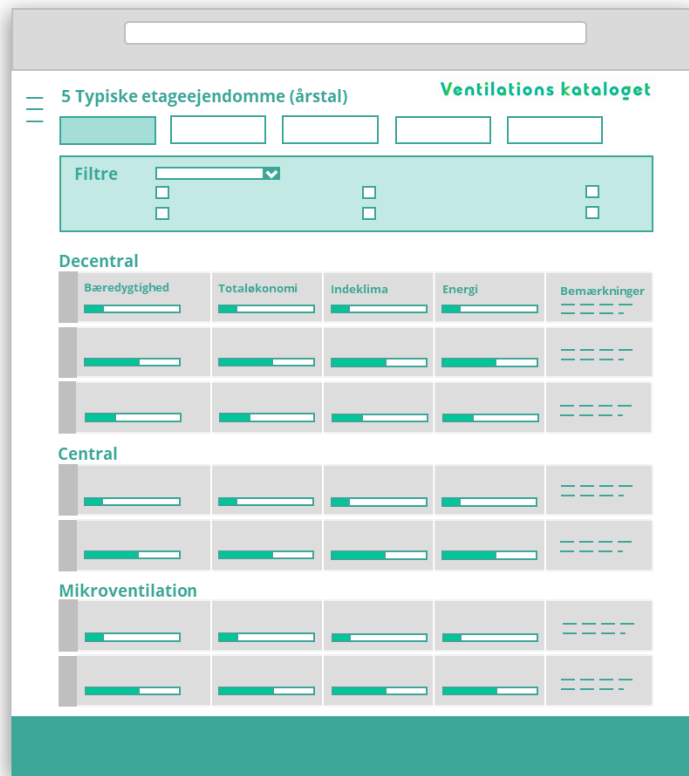 5 Typiske etageejendomme (årstal)
Ventilations kataloget
Filtre
Decentral
Bæredygtighed
Totaløkonomi
Indeklima
Energi
Bemærkninger
Central
Mikroventilation